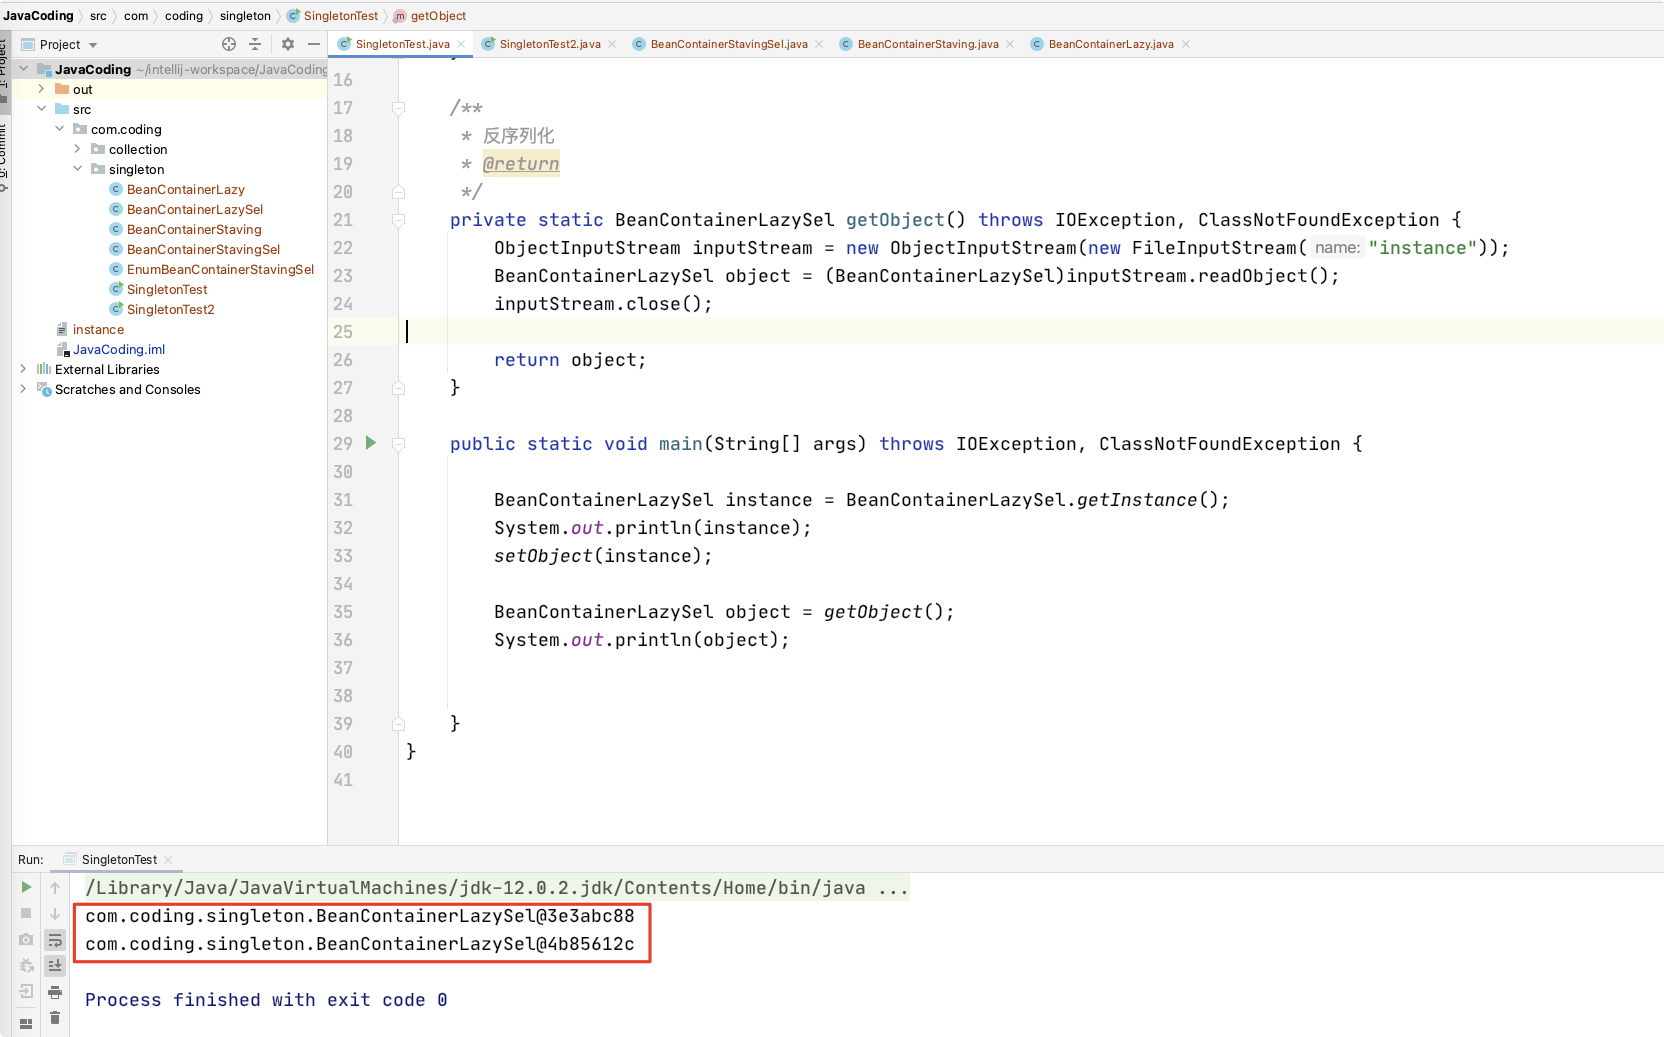 JavaCoding src com coding singleton SingletonTest getObject
Project
SingletonTest.java SingletonTest2.java BeanContainerStavingSel.java BeanContainerStaving.java BeanContainerLazy.java
1: Project
0: Commit
JavaCoding ~/intellij-workspace/JavaCoding
out
src
com.coding
collection
singleton
BeanContainerLazy
BeanContainerLazySel
BeanContainerStaving
BeanContainerStavingSel
EnumBeanContainerStavingSel
SingletonTest
SingletonTest2
instance
JavaCoding.iml
External Libraries
Scratches and Consoles
16
17 /**
18 * 反序列化
19 * @return
20 */
21 private static BeanContainerLazySel getObject() throws IOException, ClassNotFoundException {
22 ObjectInputStream inputStream = new ObjectInputStream(new FileInputStream( name: "instance"));
23 BeanContainerLazySel object = (BeanContainerLazySel)inputStream.readObject();
24 inputStream.close();
25
26 return object;
27 }
28
29 public static void main(String[] args) throws IOException, ClassNotFoundException {
30
31 BeanContainerLazySel instance = BeanContainerLazySel.getInstance();
32 System.out.println(instance);
33 setObject(instance);
34
35 BeanContainerLazySel object = getObject();
36 System.out.println(object);
37
38
39 }
40 }
41
Run: SingletonTest
/Library/Java/JavaVirtualMachines/jdk-12.0.2.jdk/Contents/Home/bin/java ...
com.coding.singleton.BeanContainerLazySel@3e3abc88
com.coding.singleton.BeanContainerLazySel@4b85612c
Process finished with exit code 0